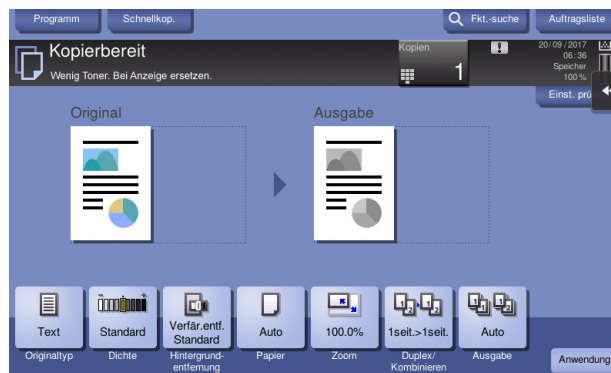 Programm
Schnellkop.
Fkt.-suche
Auftragsliste
Kopierbereit
Wenig Toner. Bei Anzeige ersetzen.
Kopien
1
20/09/2017
06:36
Speicher
100 %
Einst. prü
Original
Ausgabe
Text
Standard
Verfär.entf.
Standard
Auto
100.0%
1seit.>1seit.
Auto
Originaltyp
Dichte
Hintergrund-
entfernung
Papier
Zoom
Duplex/
Kombinieren
Ausgabe
Anwendung